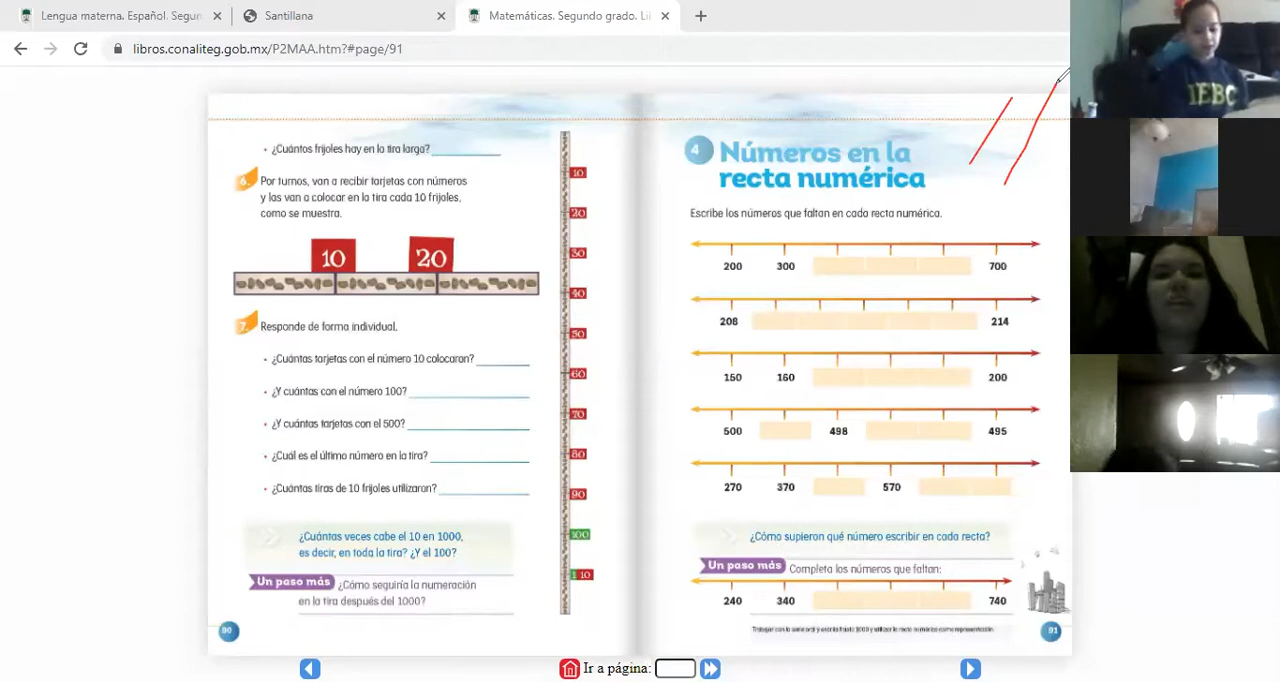 Lengua materna. Español. Segun
Santillana
Matemáticas. Segundo grado. Li
libros.conaliteg.gob.mx/P2MAA.htm?#page/91
IEBC
• ¿Cuántos frijoles hay en la tira larga?
6. Por turnos, van a recibir tarjetas con números
y las van a colocar en la tira cada 10 frijoles,
como se muestra.
10 20
7. Responde de forma individual.
• ¿Cuántas tarjetas con el número 10 colocaron?
• ¿Y cuántas con el número 100?
• ¿Y cuántas tarjetas con el 500?
• ¿Cuál es el último número en la tira?
• ¿Cuántas tiras de 10 frijoles utilizaron?
¿Cuántas veces cabe el 10 en 1000,
es decir, en toda la tira? ¿Y el 100?
Un paso más ¿Cómo seguiría la numeración
en la tira después del 1000?
90
10
20
30
40
50
60
70
80
90
100
110
4 Números en la
recta numérica
Escribe los números que faltan en cada recta numérica.
200 300 700
208 214
150 160 200
500 498 495
270 370 570
¿Cómo supieron qué número escribir en cada recta?
Un paso más Completa los números que faltan:
240 340 740
91
Ir a página: